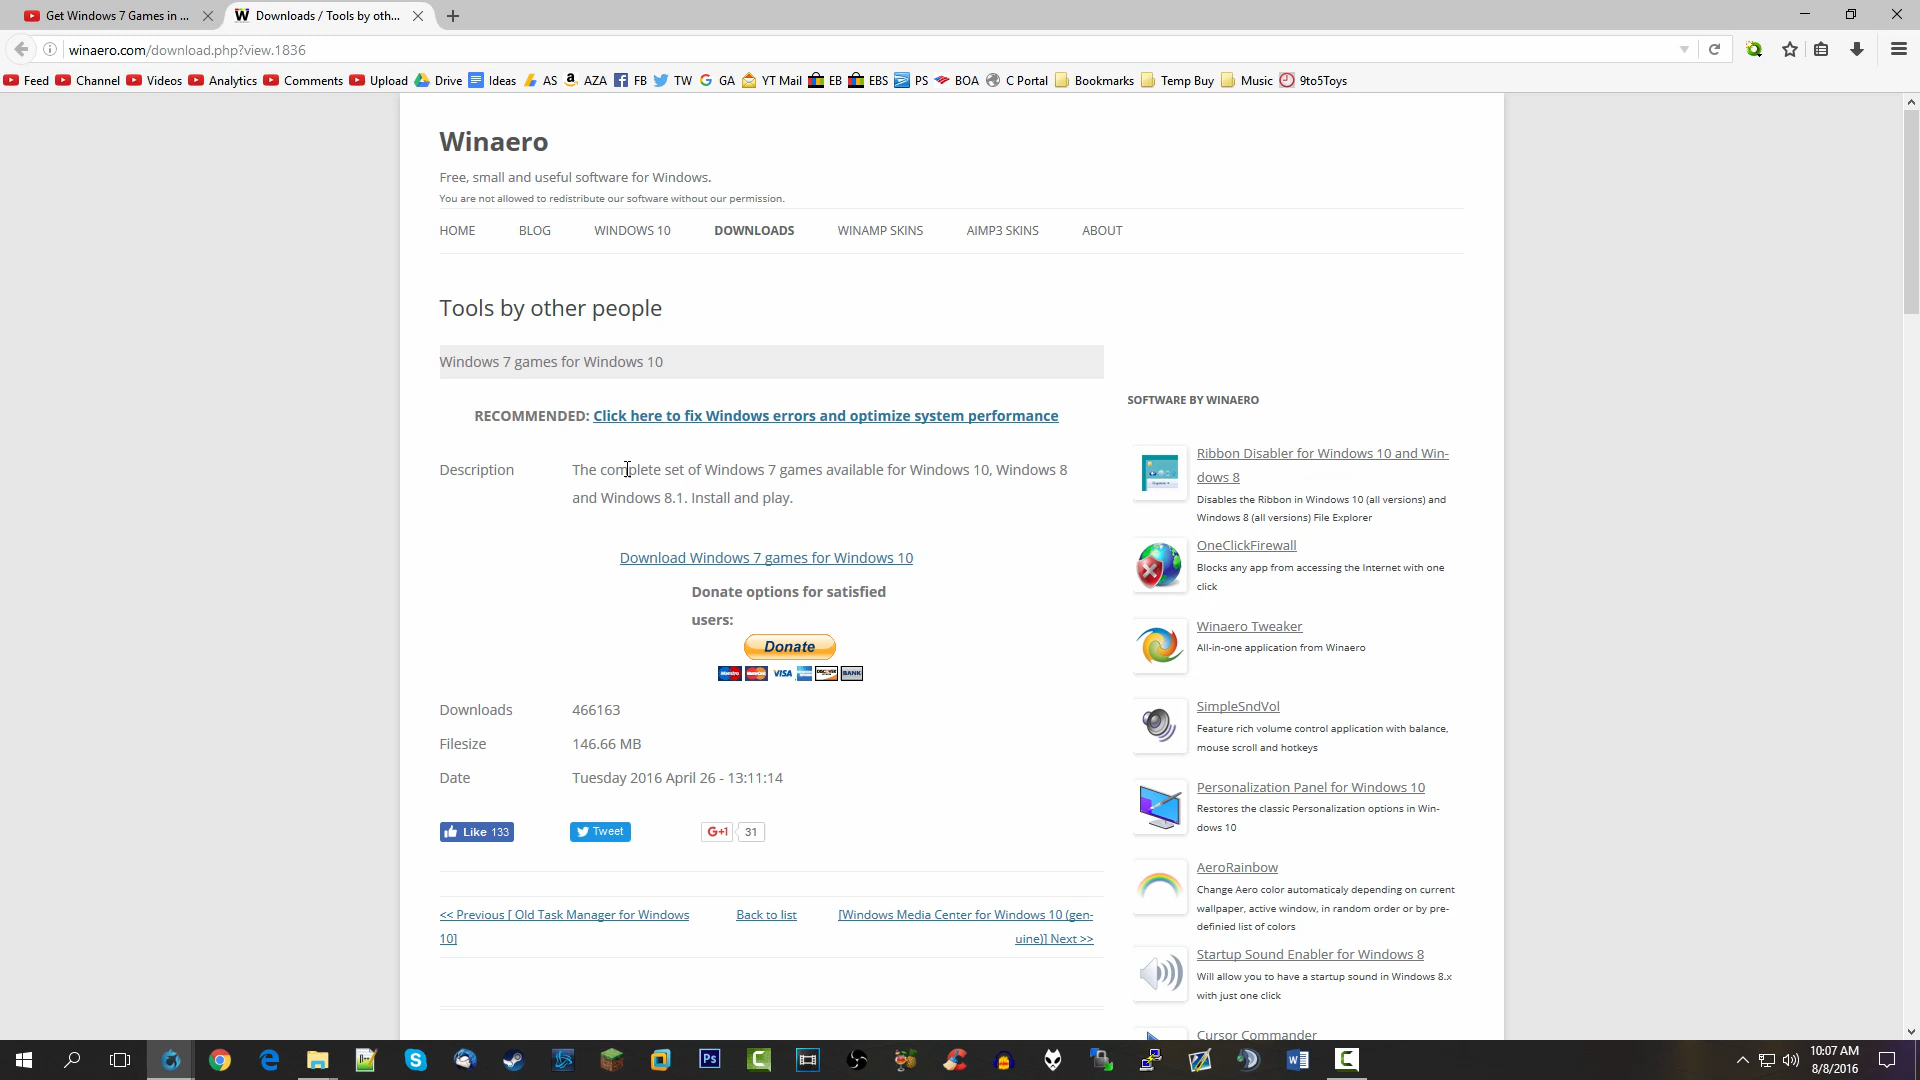 Get Windows 7 Games in ...
Downloads / Tools by oth...
winaero.com/download.php?view.1836
Feed Channel Videos Analytics Comments Upload Drive Ideas AS AZA FB TW GA YT Mail EB EBS PS BOA C Portal Bookmarks Temp Buy Music 9to5Toys
Winaero
Free, small and useful software for Windows.
You are not allowed to redistribute our software without our permission.
HOME BLOG WINDOWS 10 DOWNLOADS WINAMP SKINS AIMP3 SKINS ABOUT
Tools by other people
Windows 7 games for Windows 10
RECOMMENDED: Click here to fix Windows errors and optimize system performance
Description
The complete set of Windows 7 games available for Windows 10, Windows 8
and Windows 8.1. Install and play.
Download Windows 7 games for Windows 10
Donate options for satisfied
users:
Donate
Maestro MasterCard VISA DISCOVER BANK
Downloads 466163
Filesize 146.66 MB
Date Tuesday 2016 April 26 - 13:11:14
Like 133 Tweet G+1 31
<< Previous [ Old Task Manager for Windows
10]
Back to list
[Windows Media Center for Windows 10 (gen-
uine)] Next >>
SOFTWARE BY WINAERO
Ribbon Disabler for Windows 10 and Win-
dows 8
Disables the Ribbon in Windows 10 (all versions) and
Windows 8 (all versions) File Explorer
OneClickFirewall
Blocks any app from accessing the Internet with one
click
Winaero Tweaker
All-in-one application from Winaero
SimpleSndVol
Feature rich volume control application with balance,
mouse scroll and hotkeys
Personalization Panel for Windows 10
Restores the classic Personalization options in Win-
dows 10
AeroRainbow
Change Aero color automaticaly depending on current
wallpaper, active window, in random order or by pre-
definied list of colors
Startup Sound Enabler for Windows 8
Will allow you to have a startup sound in Windows 8.x
with just one click
Cursor Commander
10:07 AM
8/8/2016